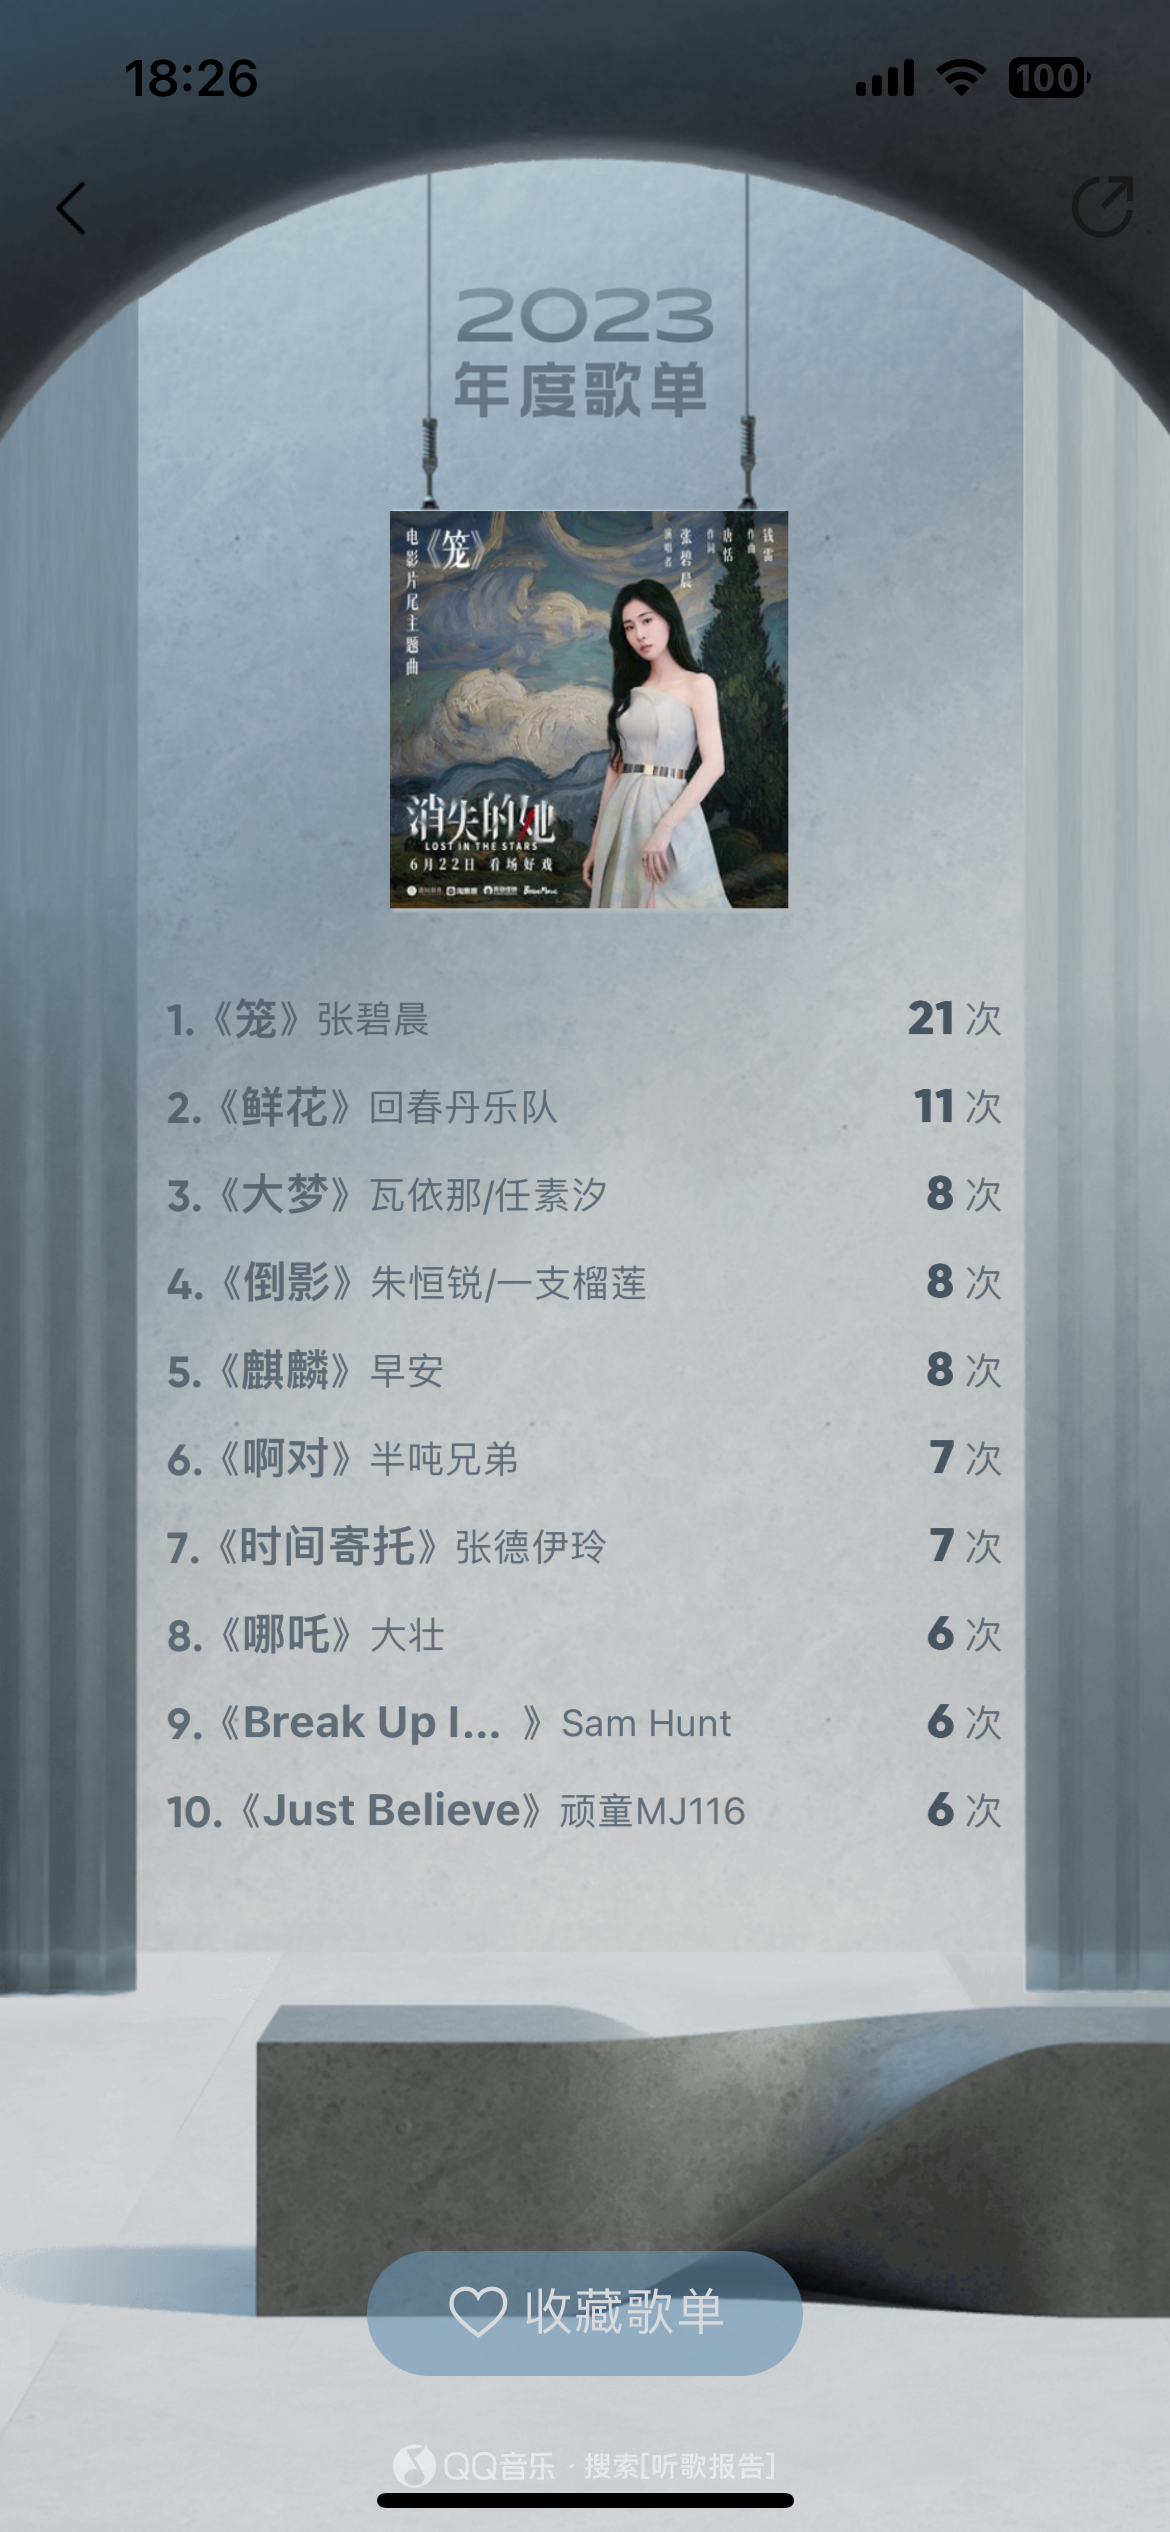 18:26
100
2023
年度歌单
电影片尾主题曲
《笼》
演唱者 张碧晨
作词 唐恬
作曲 钱雷
消失的她
LOST IN THE STARS
6月22日 看场好戏
1.《笼》张碧晨 21 次
2.《鲜花》回春丹乐队 11 次
3.《大梦》瓦依那/任素汐 8 次
4.《倒影》朱恒锐/一支榴莲 8 次
5.《麒麟》早安 8 次
6.《啊对》半吨兄弟 7 次
7.《时间寄托》张德伊玲 7 次
8.《哪吒》大壮 6 次
9.《Break Up I... 》Sam Hunt 6 次
10.《Just Believe》顽童MJ116 6 次
收藏歌单
QQ音乐 · 搜索[听歌报告]